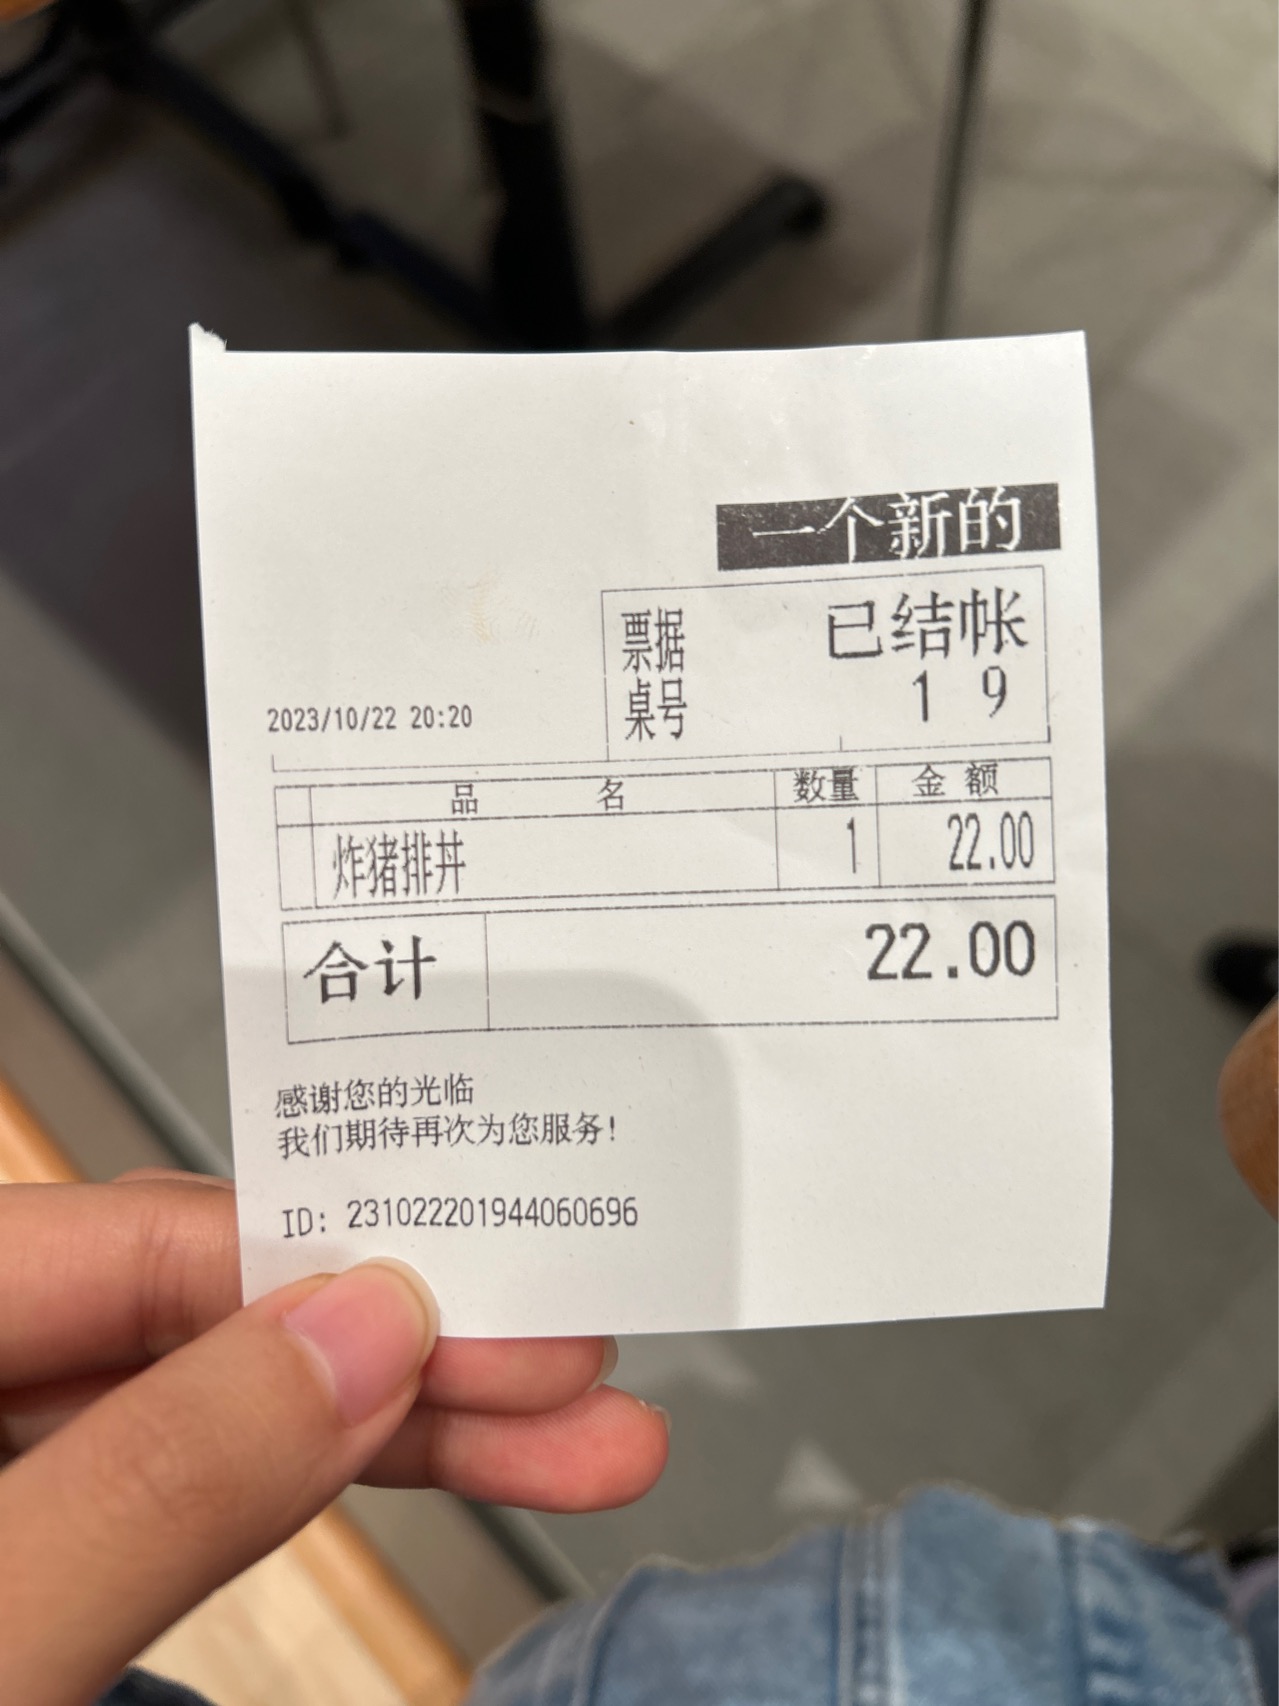 一个新的
票据 已结帐
桌号 19
2023/10/22 20:20
品名 数量 金额
炸猪排丼 1 22.00
合计 22.00
感谢您的光临
我们期待再次为您服务!
ID: 231022201944060696